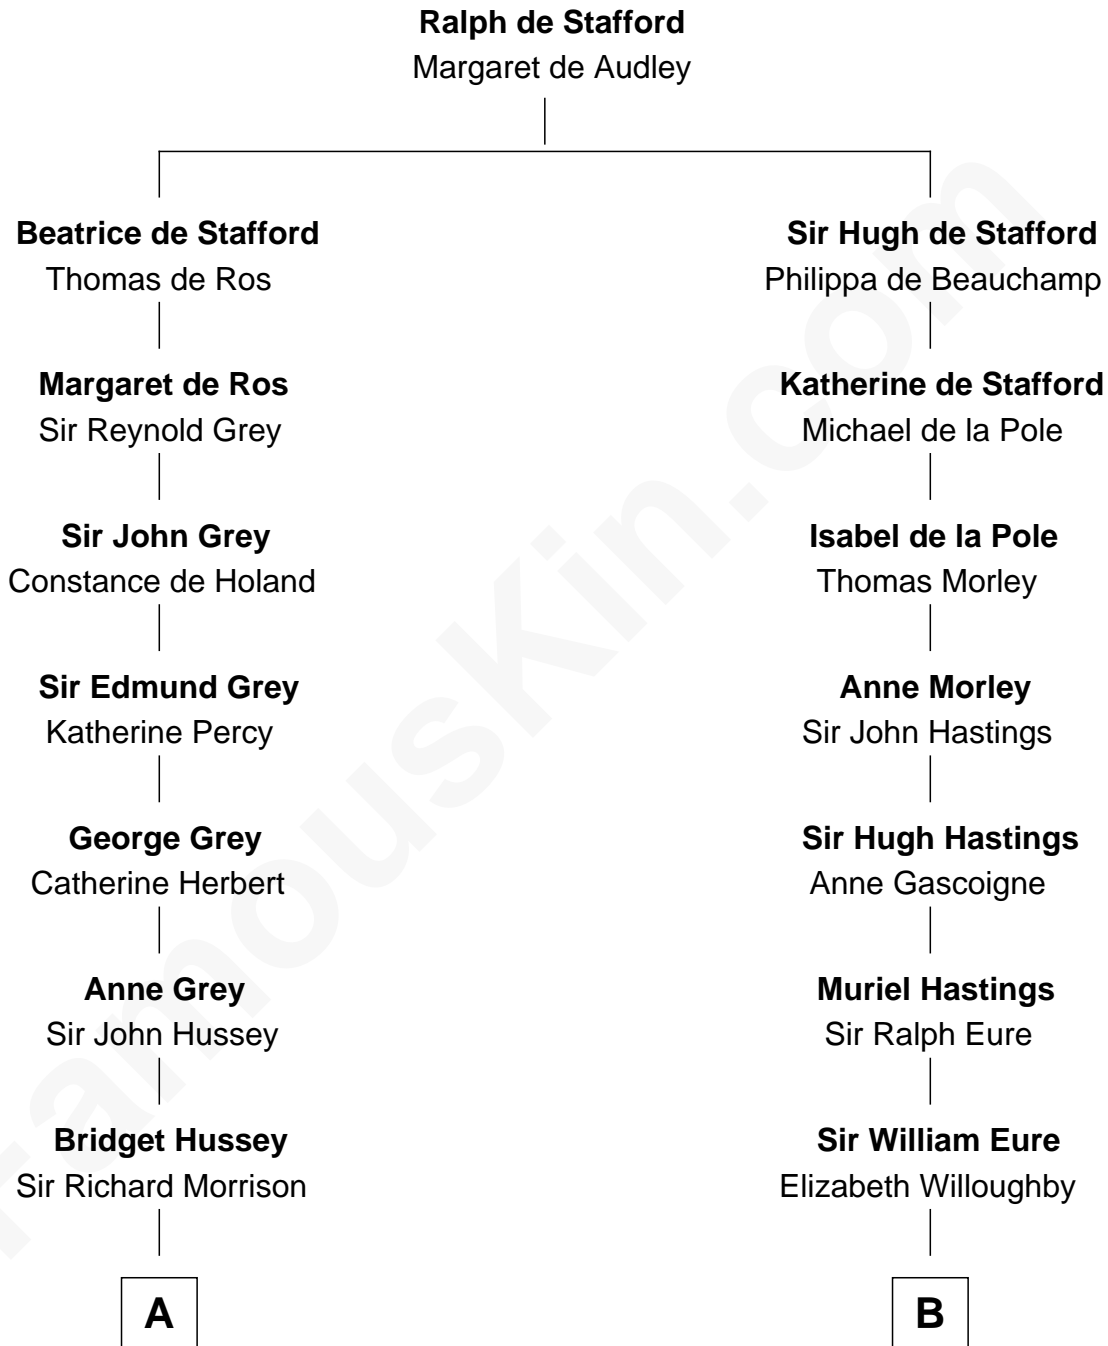 Ralph de Stafford
Margaret de Audley
Beatrice de Stafford
Thomas de Ros
Sir Hugh de Stafford
Philippa de Beauchamp
Margaret de Ros
Sir Reynold Grey
Katherine de Stafford
Michael de la Pole
Sir John Grey
Constance de Holand
Isabel de la Pole
Thomas Morley
Sir Edmund Grey
Katherine Percy
Anne Morley
Sir John Hastings
George Grey
Catherine Herbert
Sir Hugh Hastings
Anne Gascoigne
Anne Grey
Sir John Hussey
Muriel Hastings
Sir Ralph Eure
Bridget Hussey
Sir Richard Morrison
Sir William Eure
Elizabeth Willoughby
A
B
FamousKin.com